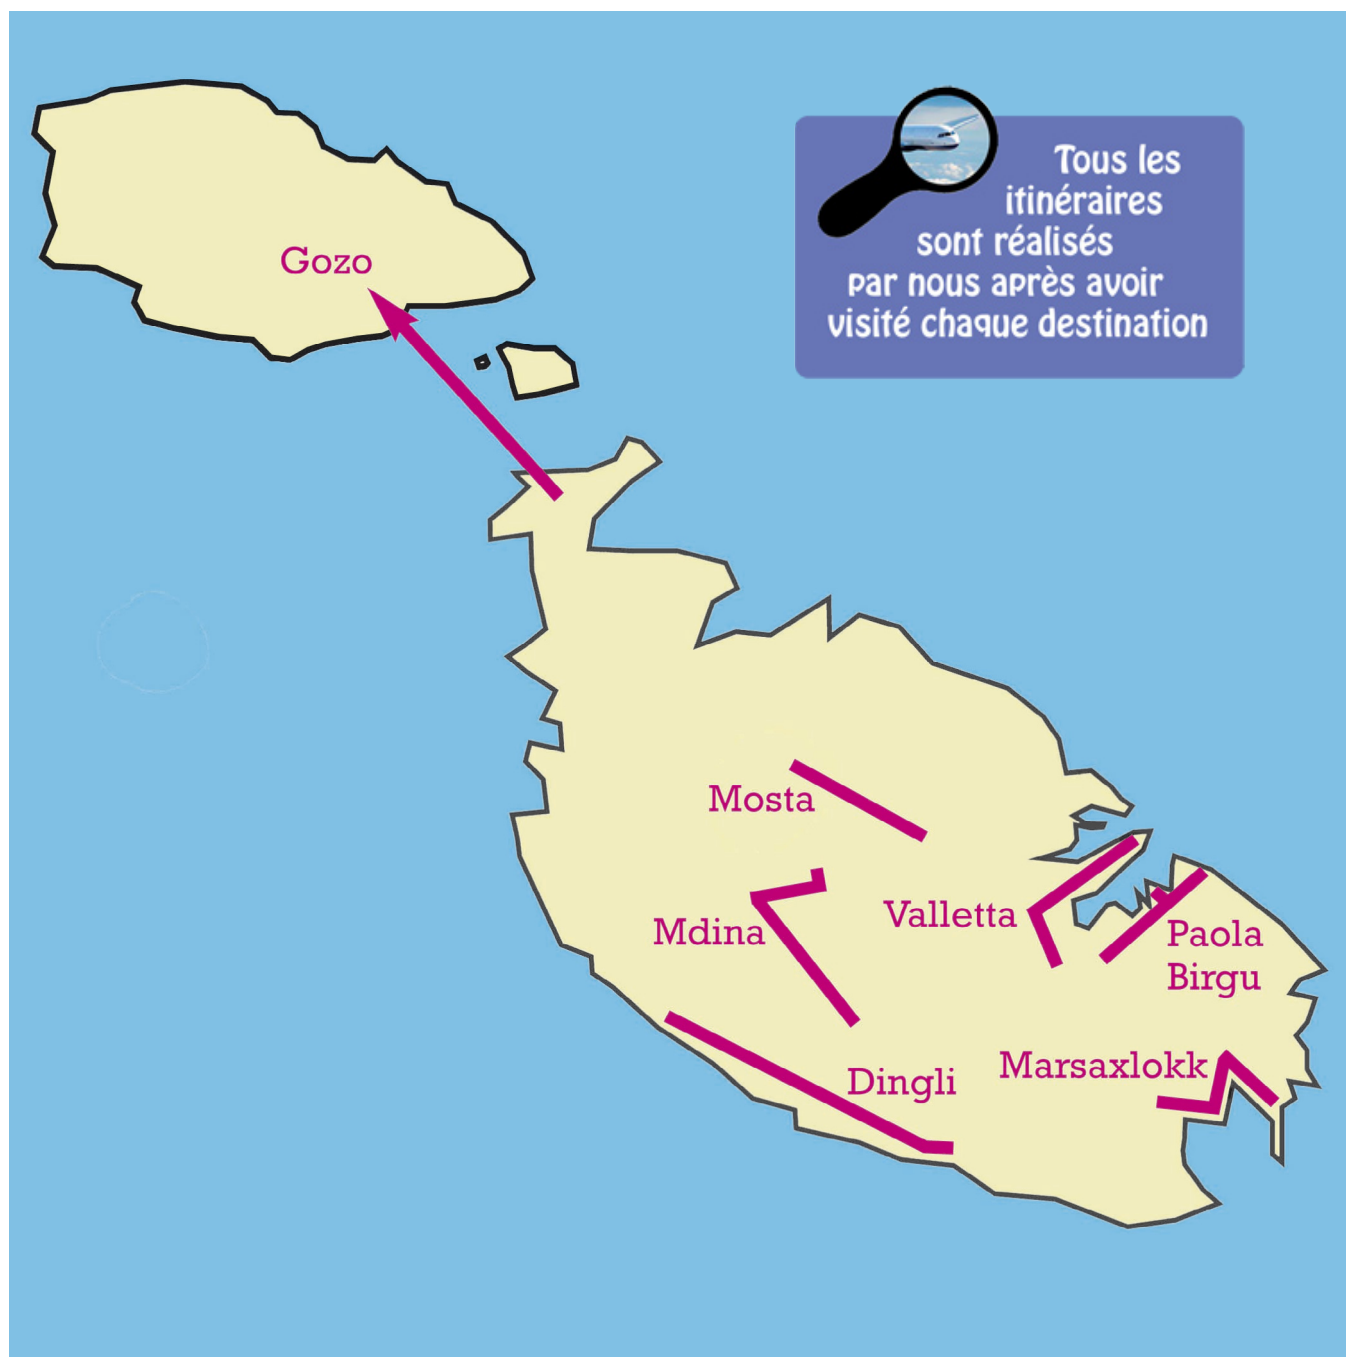 Tous les
itinéraires
sont réalisés
par nous après avoir
visité chaque destination
Gozo
Mosta
Valletta
Mdina
Paola
Birgu
Marsaxlokk
Dingli